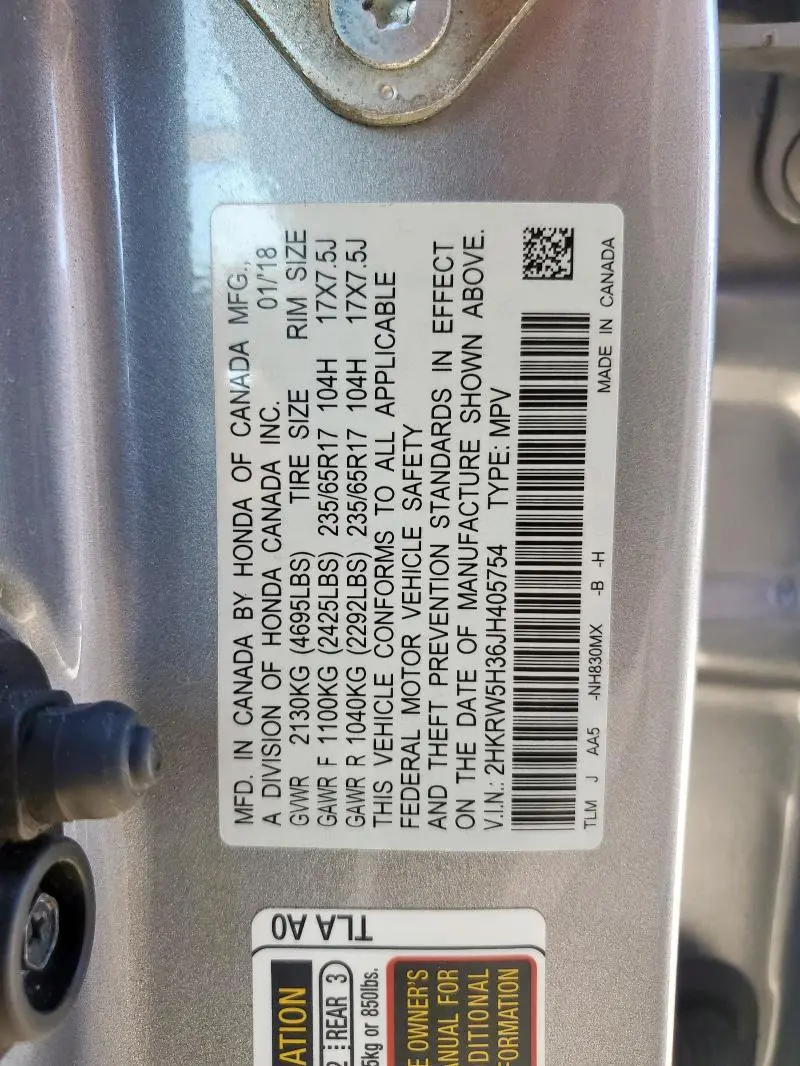 MFD. IN CANADA BY HONDA OF CANADA MFG.,
A DIVISION OF HONDA CANADA INC. 01/'18
GVWR 2130KG (4695LBS) TIRE SIZE RIM SIZE
GAWR F 1100KG (2425LBS) 235/65R17 104H 17X7.5J
GAWR R 1040KG (2292LBS) 235/65R17 104H 17X7.5J
THIS VEHICLE CONFORMS TO ALL APPLICABLE
FEDERAL MOTOR VEHICLE SAFETY
AND THEFT PREVENTION STANDARDS IN EFFECT
ON THE DATE OF MANUFACTURE SHOWN ABOVE.
V.I.N.: 2HKRW5H36JH405754 TYPE: MPV
TLM J AA5 -NH830MX -B -H MADE IN CANADA
TLA A0
ATION
2 REAR 3
5kg or 850lbs.
E OWNER'S
ANUAL FOR
DITIONAL
FORMATION